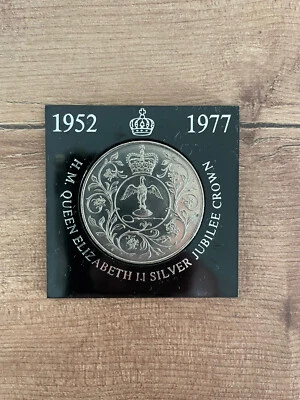 1952 1977
H. M. QUEEN ELIZABETH II SILVER JUBILEE CROWN